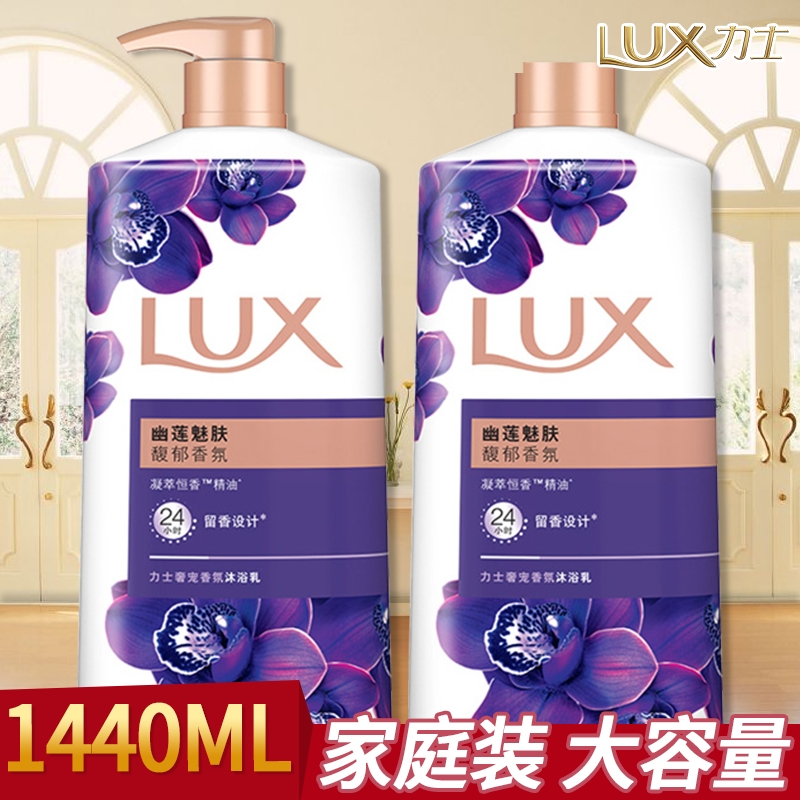 LUX力士
LUX
幽莲魅肤
馥郁香氛
凝萃恒香™精油*
24小时
留香设计*
力士奢宠香氛沐浴乳
LUX
幽莲魅肤
馥郁香氛
凝萃恒香™精油*
24小时
留香设计*
力士奢宠香氛沐浴乳
1440ML
家庭装 大容量